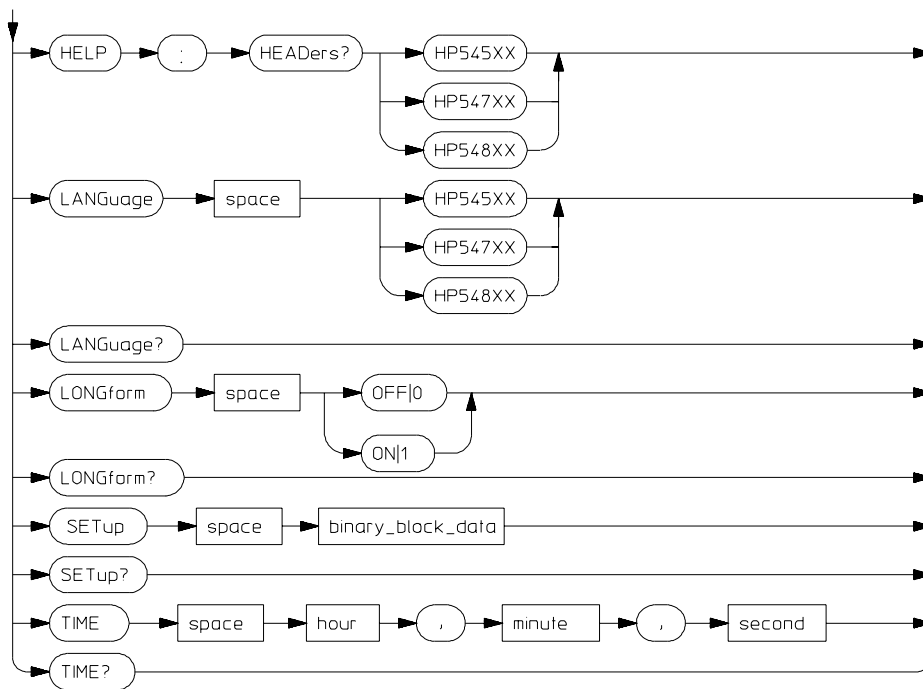 HELP : HEADers? HP545XX
HP547XX
HP548XX
LANGuage space HP545XX
HP547XX
HP548XX
LANGuage?
LONGform space OFF|0
ON|1
LONGform?
SETup space binary_block_data
SETup?
TIME space hour , minute , second
TIME?